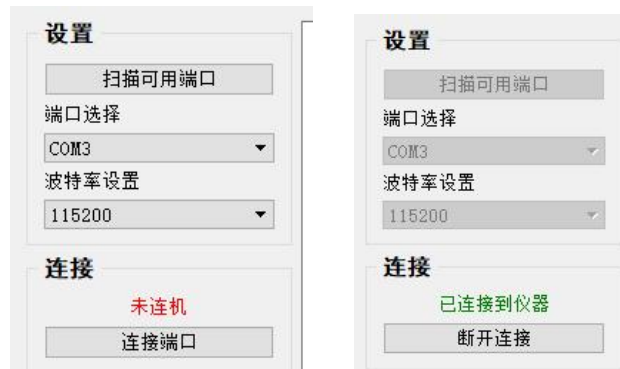 设置
扫描可用端口
端口选择
COM3
波特率设置
115200
连接
未连机
连接端口
设置
扫描可用端口
端口选择
COM3
波特率设置
115200
连接
已连接到仪器
断开连接